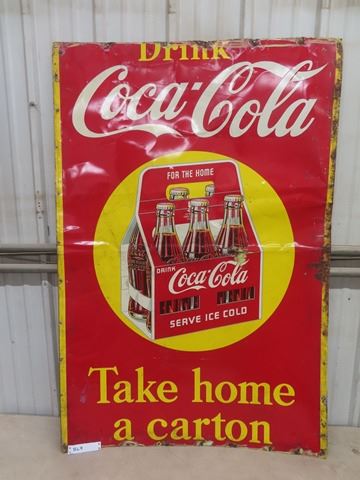 Drink
Coca-Cola
FOR THE HOME
DRINK
Coca-Cola
SERVE ICE COLD
Take home
a carton